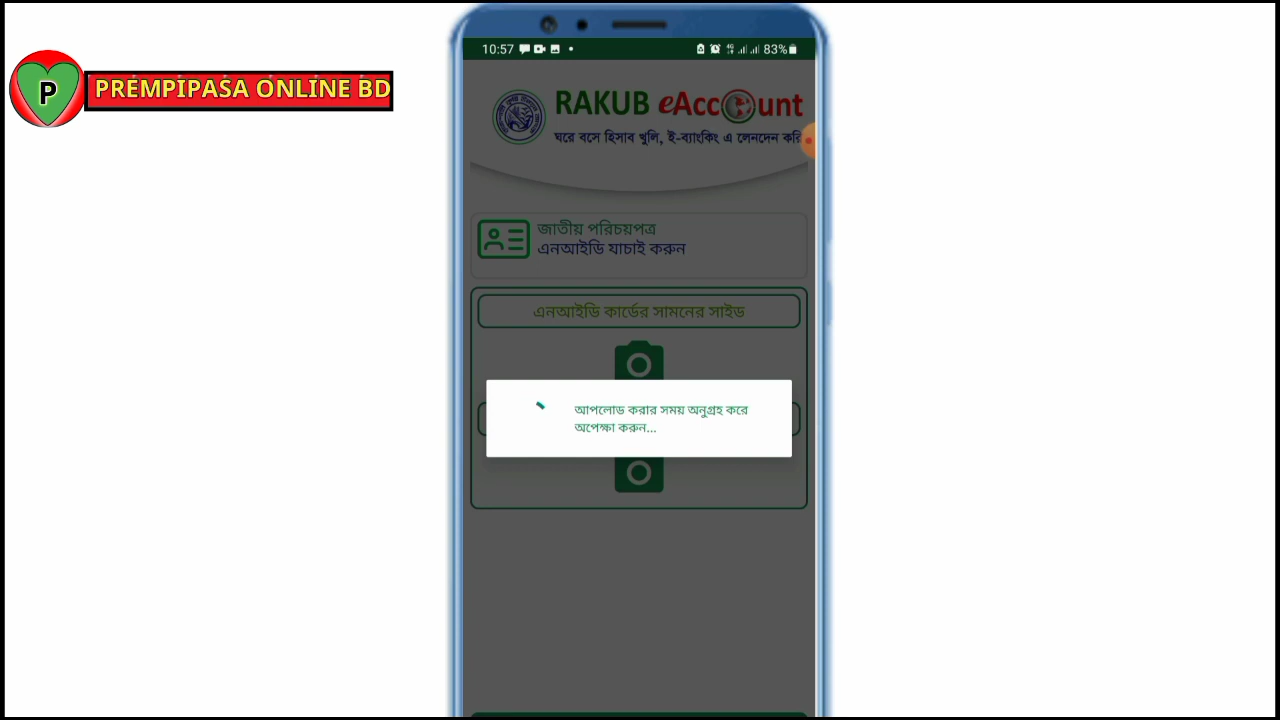 P
PREMPIPASA ONLINE BD
10:57
83%
RAKUB eAccount
ঘরে বসে হিসাব খুলি, ই-ব্যাংকিং এ লেনদেন করি
জাতীয় পরিচয়পত্র
এনআইডি যাচাই করুন
এনআইডি কার্ডের সামনের সাইড
আপলোড করার সময় অনুগ্রহ করে
অপেক্ষা করুন...